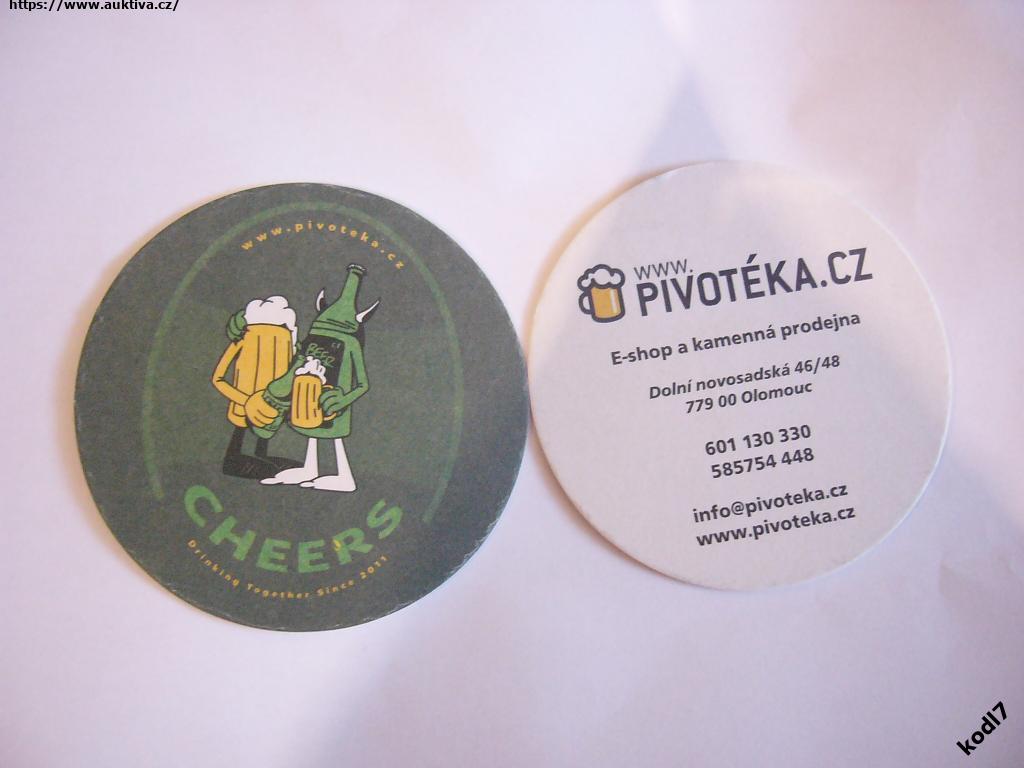 https://www.auktiva.cz/
www.pivoteka.cz
BEER
CHEERS
Drinking Together Since 2011
www.
PIVOTÉKA.CZ
E-shop a kamenná prodejna
Dolní novosadská 46/48
779 00 Olomouc
601 130 330
585754 448
info@pivoteka.cz
www.pivoteka.cz
kodl7